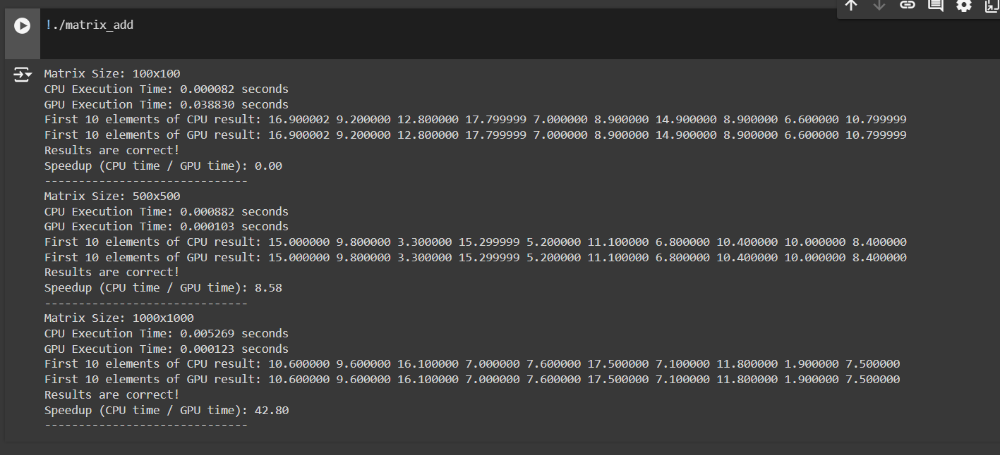 !./matrix_add
Matrix Size: 100x100
CPU Execution Time: 0.000082 seconds
GPU Execution Time: 0.038830 seconds
First 10 elements of CPU result: 16.900002 9.200000 12.800000 17.799999 7.000000 8.900000 14.900000 8.900000 6.600000 10.799999
First 10 elements of GPU result: 16.900002 9.200000 12.800000 17.799999 7.000000 8.900000 14.900000 8.900000 6.600000 10.799999
Results are correct!
Speedup (CPU time / GPU time): 0.00
------------------------------
Matrix Size: 500x500
CPU Execution Time: 0.000882 seconds
GPU Execution Time: 0.000103 seconds
First 10 elements of CPU result: 15.000000 9.800000 3.300000 15.299999 5.200000 11.100000 6.800000 10.400000 10.000000 8.400000
First 10 elements of GPU result: 15.000000 9.800000 3.300000 15.299999 5.200000 11.100000 6.800000 10.400000 10.000000 8.400000
Results are correct!
Speedup (CPU time / GPU time): 8.58
------------------------------
Matrix Size: 1000x1000
CPU Execution Time: 0.005269 seconds
GPU Execution Time: 0.000123 seconds
First 10 elements of CPU result: 10.600000 9.600000 16.100000 7.000000 7.600000 17.500000 7.100000 11.800000 1.900000 7.500000
First 10 elements of GPU result: 10.600000 9.600000 16.100000 7.000000 7.600000 17.500000 7.100000 11.800000 1.900000 7.500000
Results are correct!
Speedup (CPU time / GPU time): 42.80
------------------------------